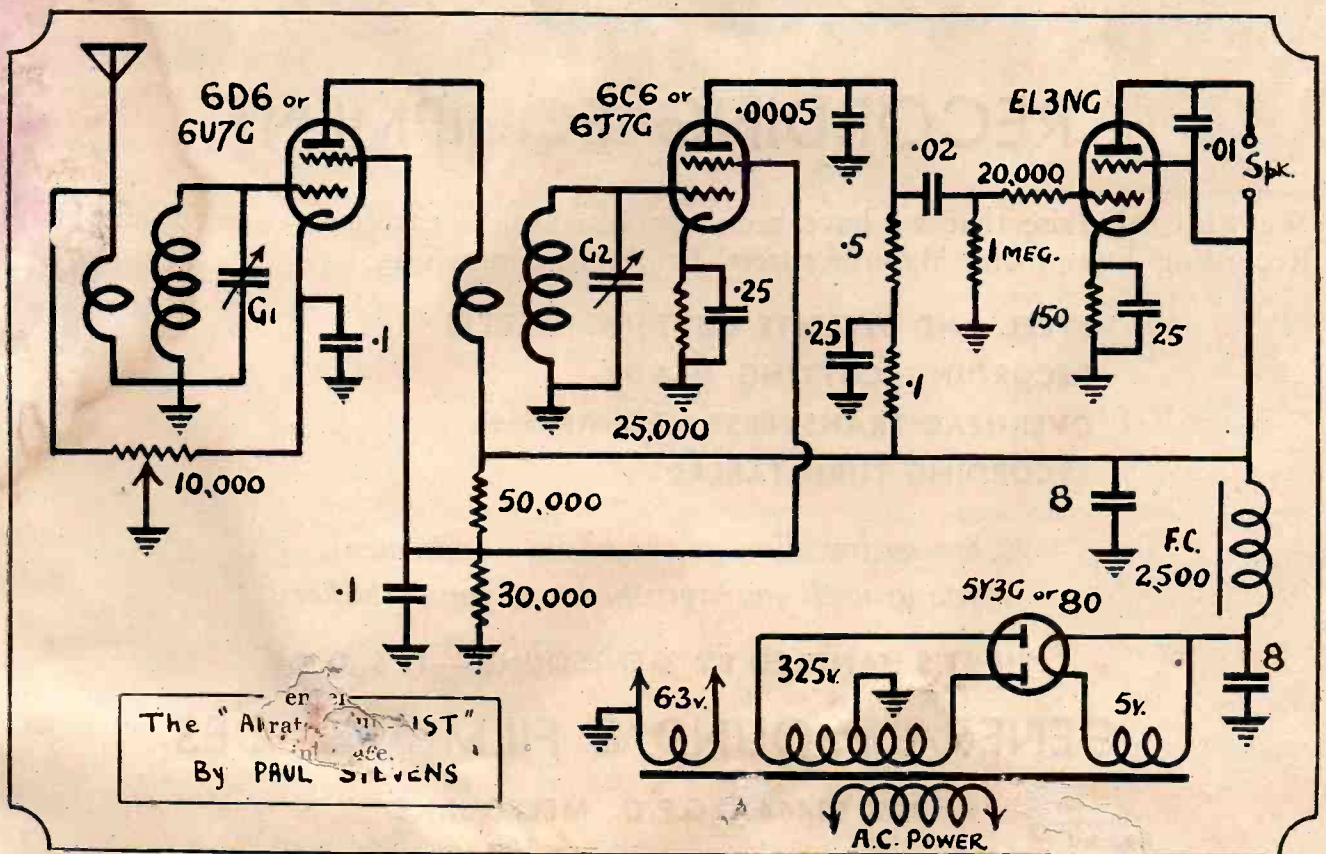 6D6 or
6U7G
G1
.1
10,000
6C6 or
6J7G
G2
.25
25,000
.0005
.02
.5
.25
.1
1 MEG.
20,000
EL3NG
150
25
.01
Spk.
50,000
30,000
.1
8
F.C.
2,500
8
5Y3G or 80
325v.
6.3v.
5v.
A.C. POWER
The "
By PAUL STEVENS